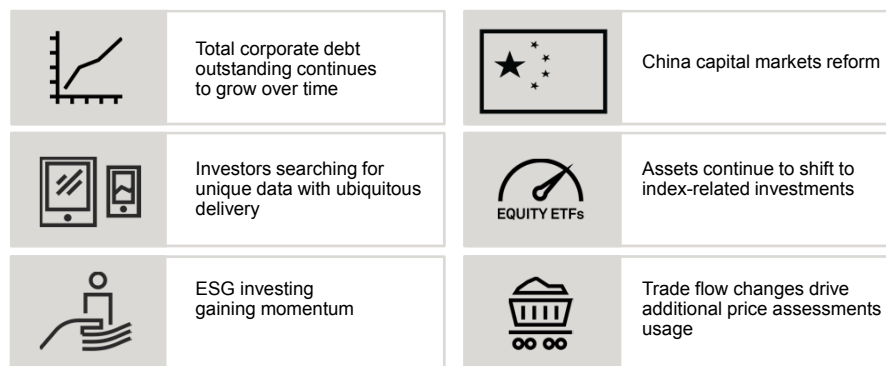 Total corporate debt
outstanding continues
to grow over time
China capital markets reform
Investors searching for
unique data with ubiquitous
delivery
EQUITY ETFs
Assets continue to shift to
index-related investments
ESG investing
gaining momentum
Trade flow changes drive
additional price assessments
usage